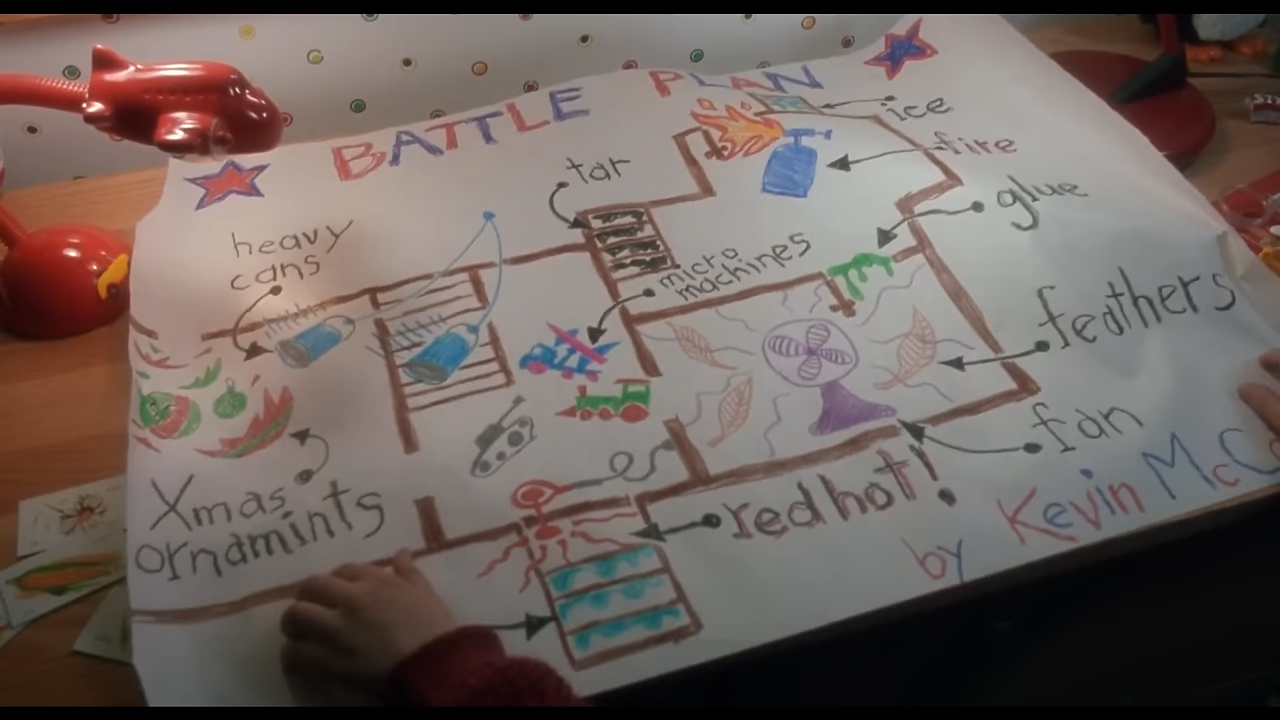 BATTLE PLAN
ice
fire
tar
glue
heavy
cans
micro
machines
feathers
fan
Xmas
ornamints
red hot!
by Kevin McC